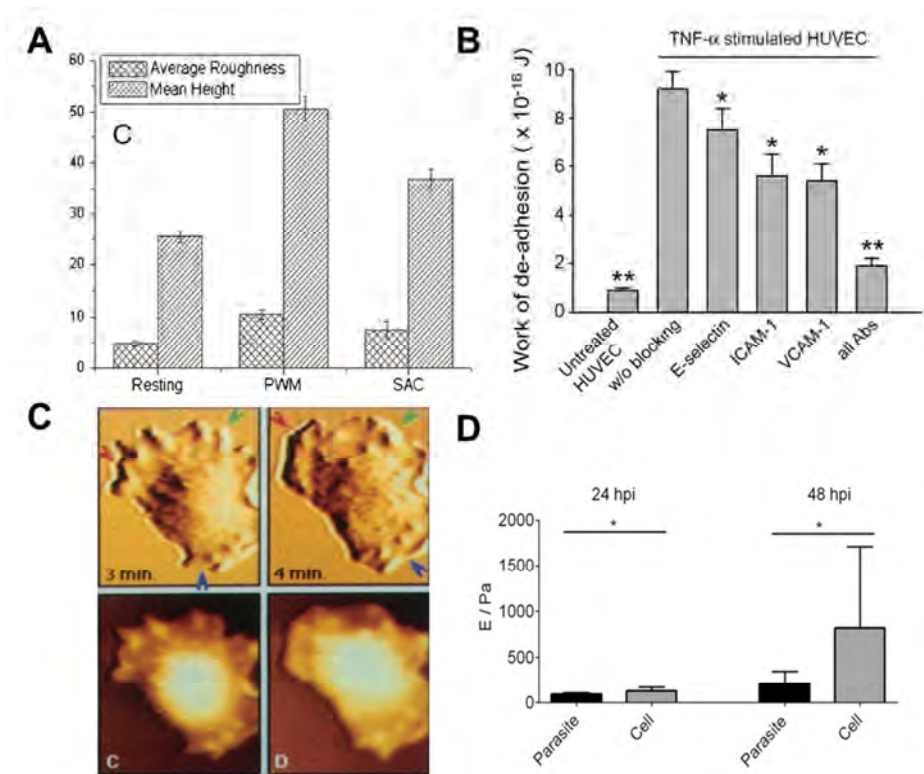 A
60
50
40
30
20
10
0
Average Roughness
Mean Height
C
Resting PWM SAC
B
TNF-α stimulated HUVEC
Work of de-adhesion ( x 10⁻¹⁸ J)
10
8
6
4
2
0
**
*
*
*
**
Untreated HUVEC
w/o blocking
E-selectin
ICAM-1
VCAM-1
all Abs
C
3 min.
4 min.
C
D
D
24 hpi 48 hpi
* *
E / Pa
2000
1500
1000
500
0
Parasite
Cell
Parasite
Cell